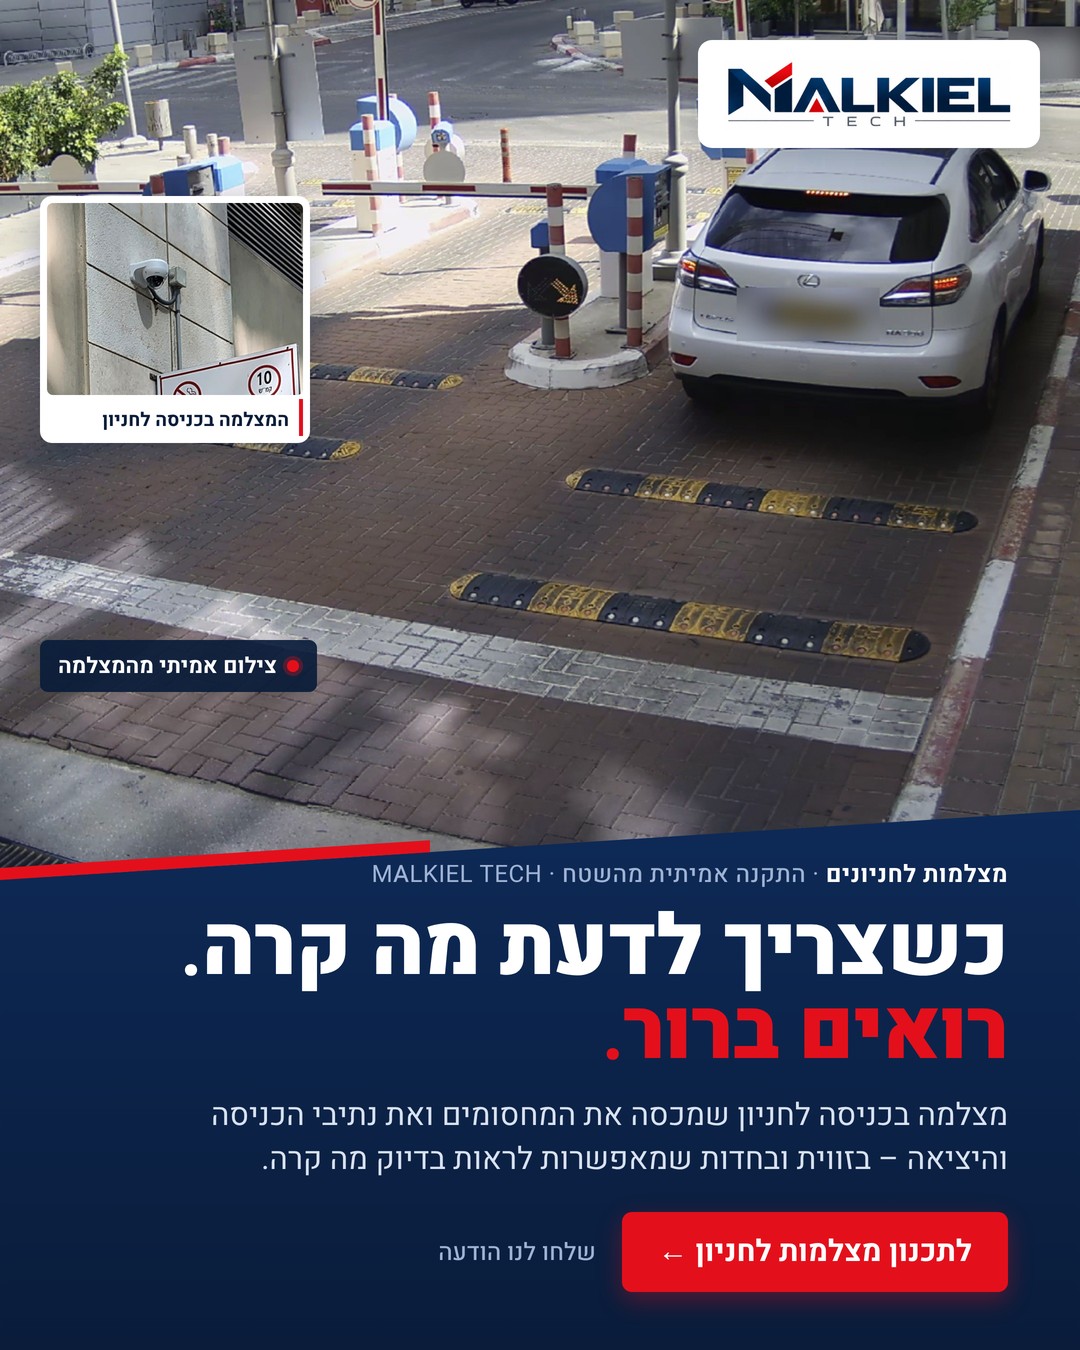 MALKIEL
TECH
10
קמ"ש
המצלמה בכניסה לחניון
צילום אמיתי מהמצלמה
מצלמות לחניונים · התקנה אמיתית מהשטח · MALKIEL TECH
כשצריך לדעת מה קרה.
רואים ברור.
מצלמה בכניסה לחניון שמכסה את המחסומים ואת נתיבי הכניסה
והיציאה – בזווית ובחדות שמאפשרות לראות בדיוק מה קרה.
לתכנון מצלמות לחניון ←
שלחו לנו הודעה